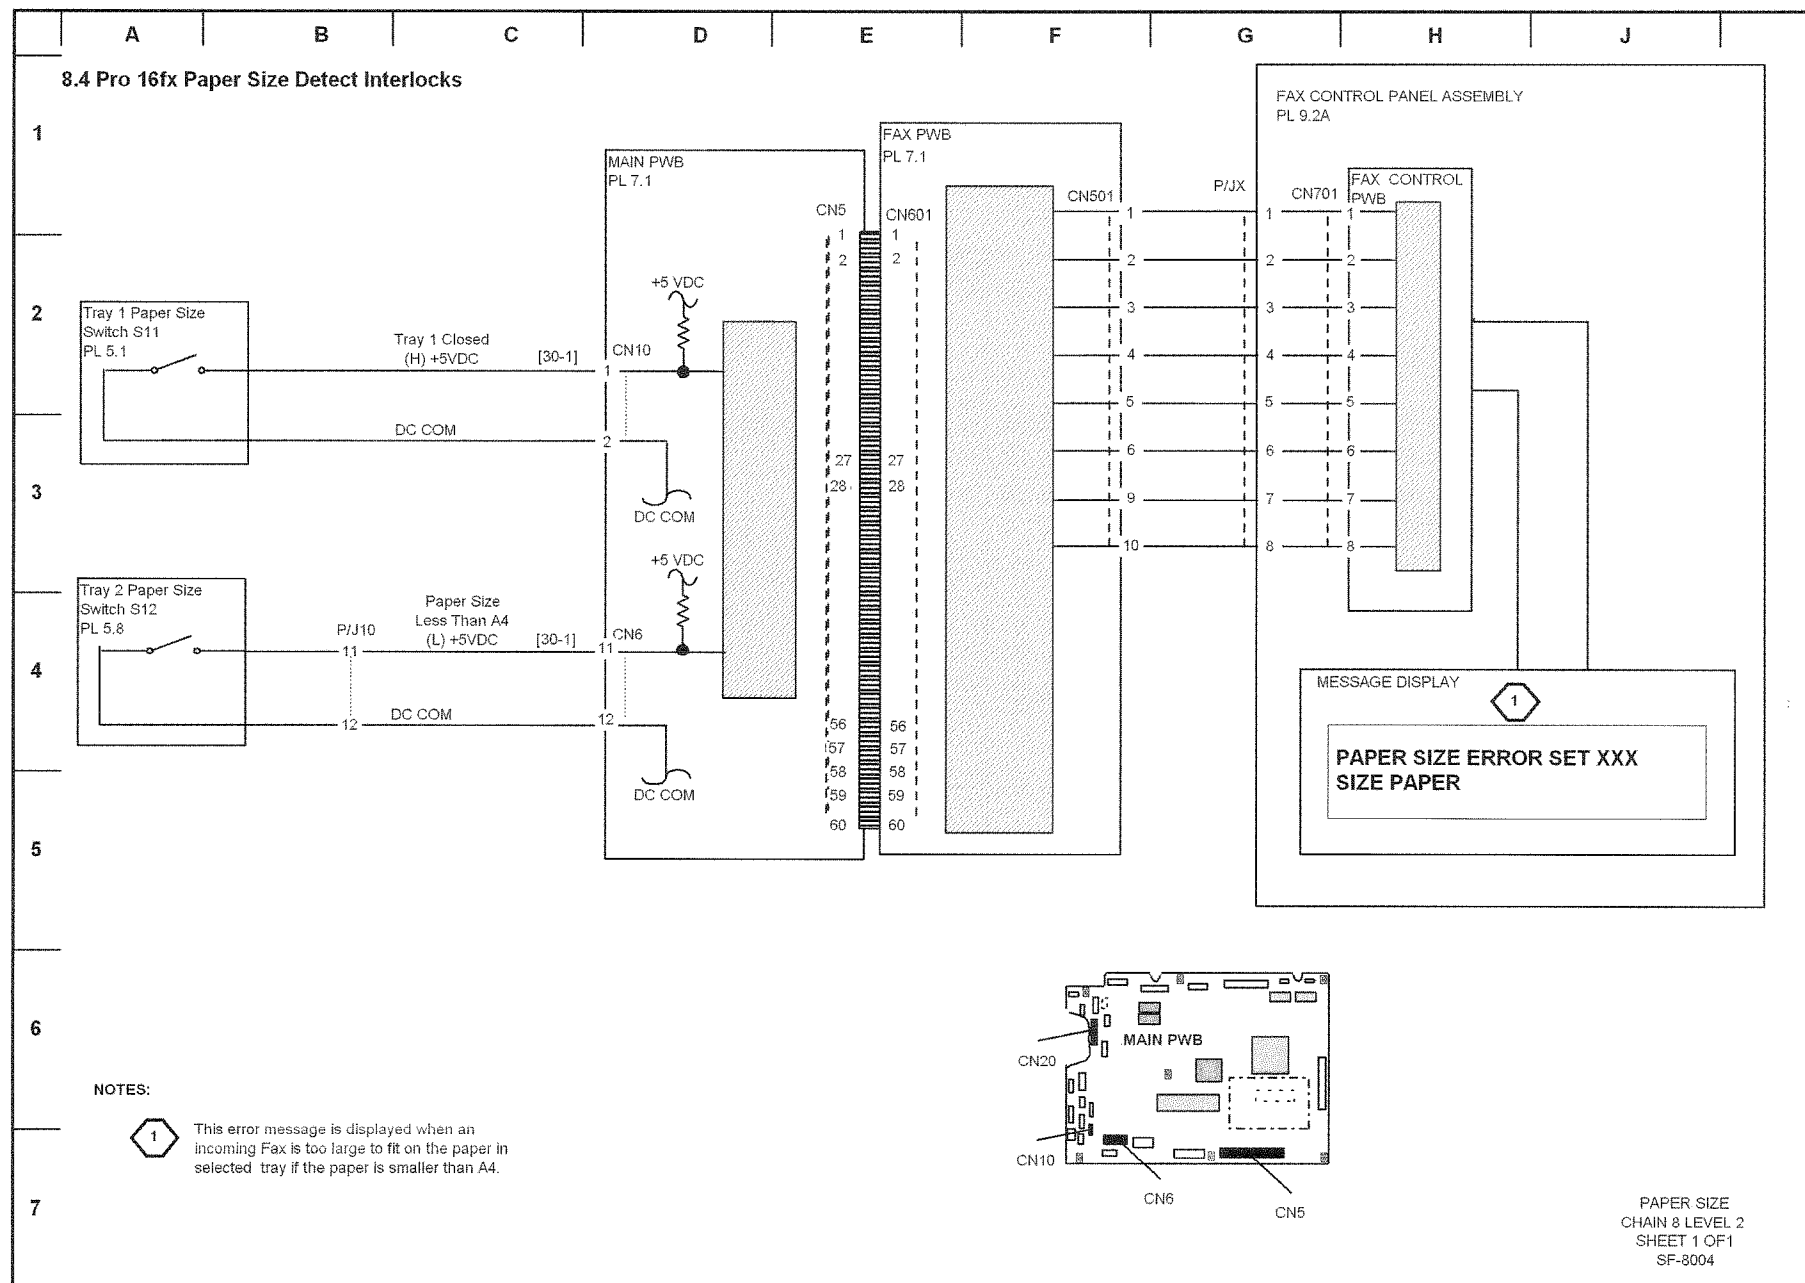 A B C D E F G H J
8.4 Pro 16fx Paper Size Detect Interlocks
1
2
3
4
5
6
7
Tray 1 Paper Size
Switch S11
PL 5.1
Tray 1 Closed
(H) +5VDC
[30-1]
DC COM
Tray 2 Paper Size
Switch S12
PL 5.8
P/J10
11
12
Paper Size
Less Than A4
(L) +5VDC
[30-1]
DC COM
MAIN PWB
PL 7.1
+5 VDC
CN10
1
2
DC COM
+5 VDC
CN6
11
12
DC COM
CN5
1
2
27
28
56
57
58
59
60
FAX PWB
PL 7.1
CN601
1
2
27
28
56
57
58
59
60
CN501
1
2
3
4
5
6
9
10
FAX CONTROL PANEL ASSEMBLY
PL 9.2A
P/JX
1
2
3
4
5
6
7
8
CN701
FAX CONTROL
PWB
1
2
3
4
5
6
7
8
MESSAGE DISPLAY
1
PAPER SIZE ERROR SET XXX
SIZE PAPER
MAIN PWB
CN20
CN10
CN6
CN5
NOTES:
1
This error message is displayed when an
incoming Fax is too large to fit on the paper in
selected tray if the paper is smaller than A4.
PAPER SIZE
CHAIN 8 LEVEL 2
SHEET 1 OF1
SF-8004